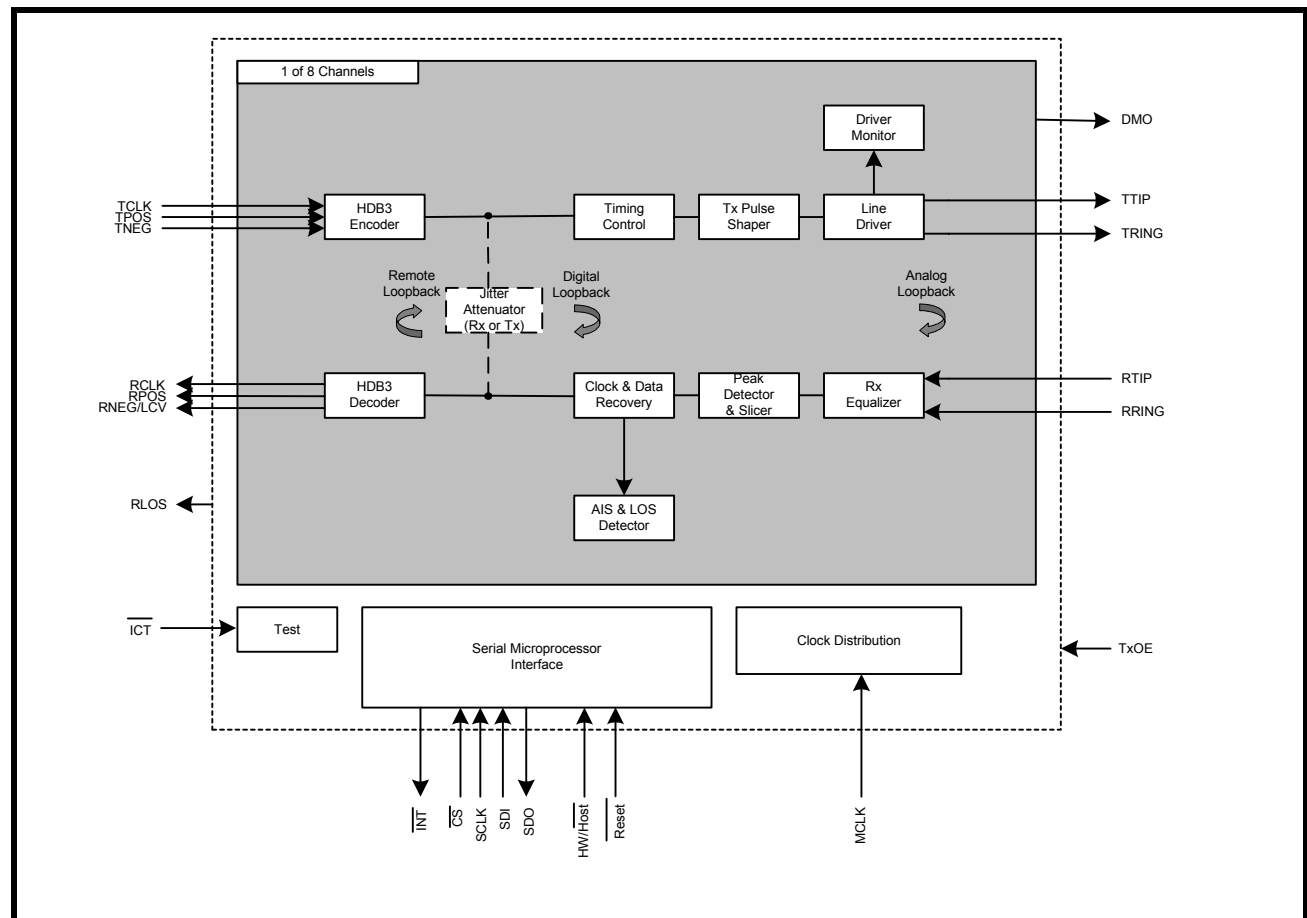 1 of 8 Channels
Driver
Monitor
DMO
TCLK
TPOS
TNEG
HDB3
Encoder
Timing
Control
Tx Pulse
Shaper
Line
Driver
TTIP
TRING
Remote
Loopback
Jitter
Attenuator
(Rx or Tx)
Digital
Loopback
Analog
Loopback
RCLK
RPOS
RNEG/LCV
HDB3
Decoder
Clock & Data
Recovery
Peak
Detector
& Slicer
Rx
Equalizer
RTIP
RRING
RLOS
AIS & LOS
Detector
ICT
Test
Serial Microprocessor
Interface
Clock Distribution
TxOE
INT
CS
SCLK
SDI
SDO
HW/Host
Reset
MCLK